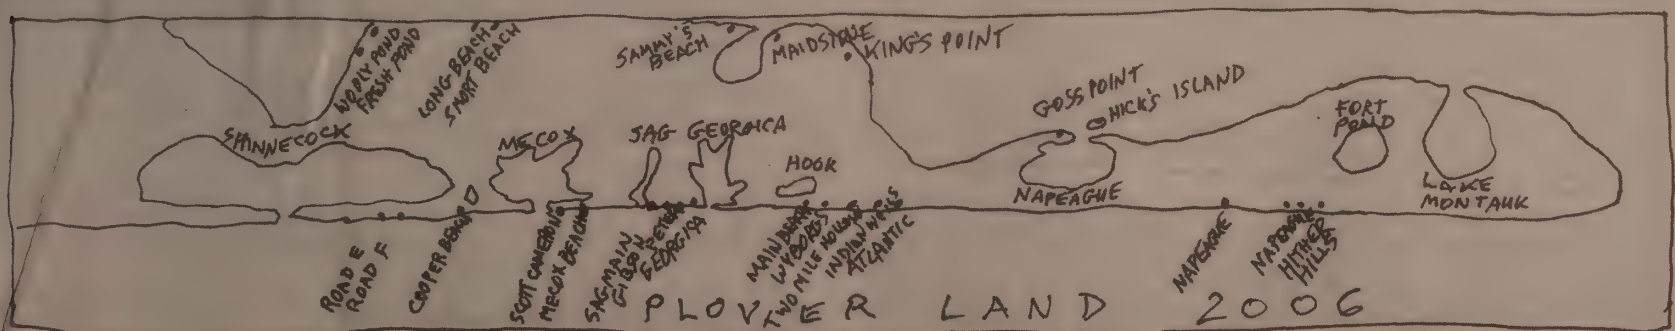 WOOLY POND
FRESH POND
LONG BEACH
SHORT BEACH
SAMMY'S
BEACH
MAIDSTONE
KING'S POINT
GOSS POINT
HICK'S ISLAND
SHINNECOCK
MECOX
SAG
GEORGICA
HOOK
NAPEAGUE
FORT
POND
LAKE
MONTAUK
ROAD E
ROAD F
COOPER BEACH
SCOTT CAMERON
MECOX BEACH
SAG MAIN
GIBSON
PETERS
GEORGICA
MAIN BEACH
WYBORGS
TWO MILE HOLLOW
INDIAN WELLS
ATLANTIC
NAPEAGUE
NAPEAGUE
HITHER
HILLS
PLOVER LAND 2006